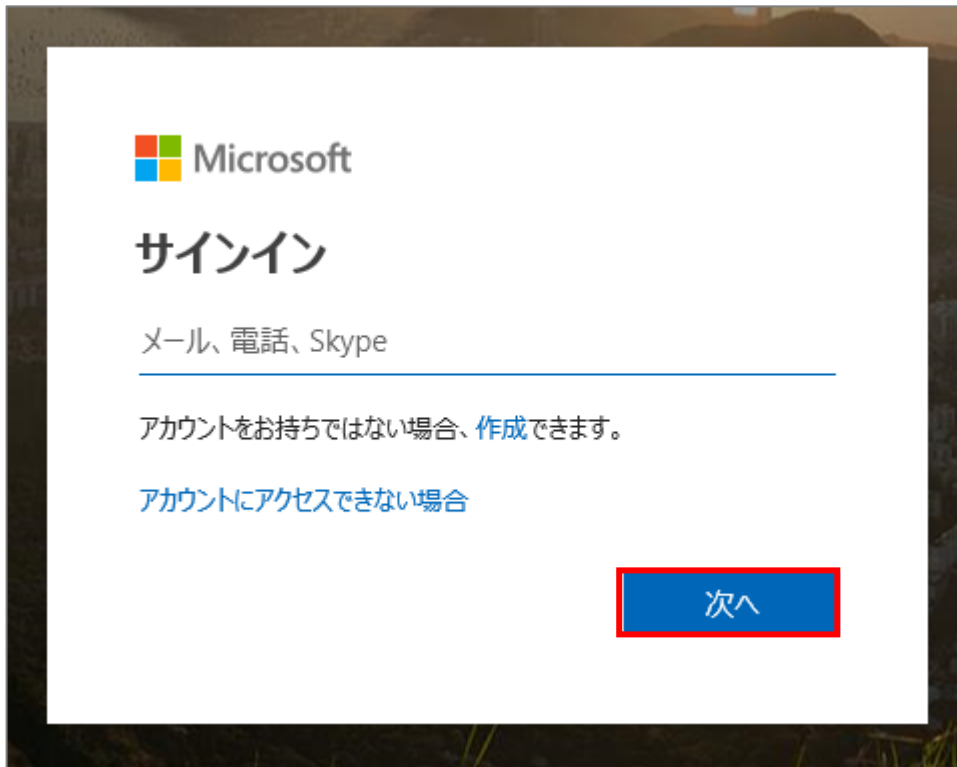 Microsoft
サインイン
メール、電話、Skype
アカウントをお持ちではない場合、作成できます。
アカウントにアクセスできない場合
次へ